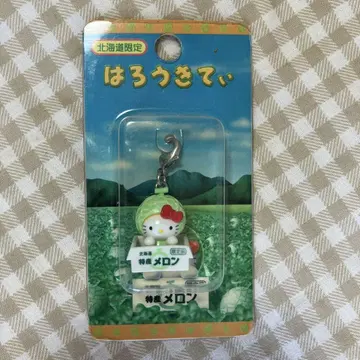 北海道限定
はろうきてぃ
北海道
特産 メロン
特産 メロン